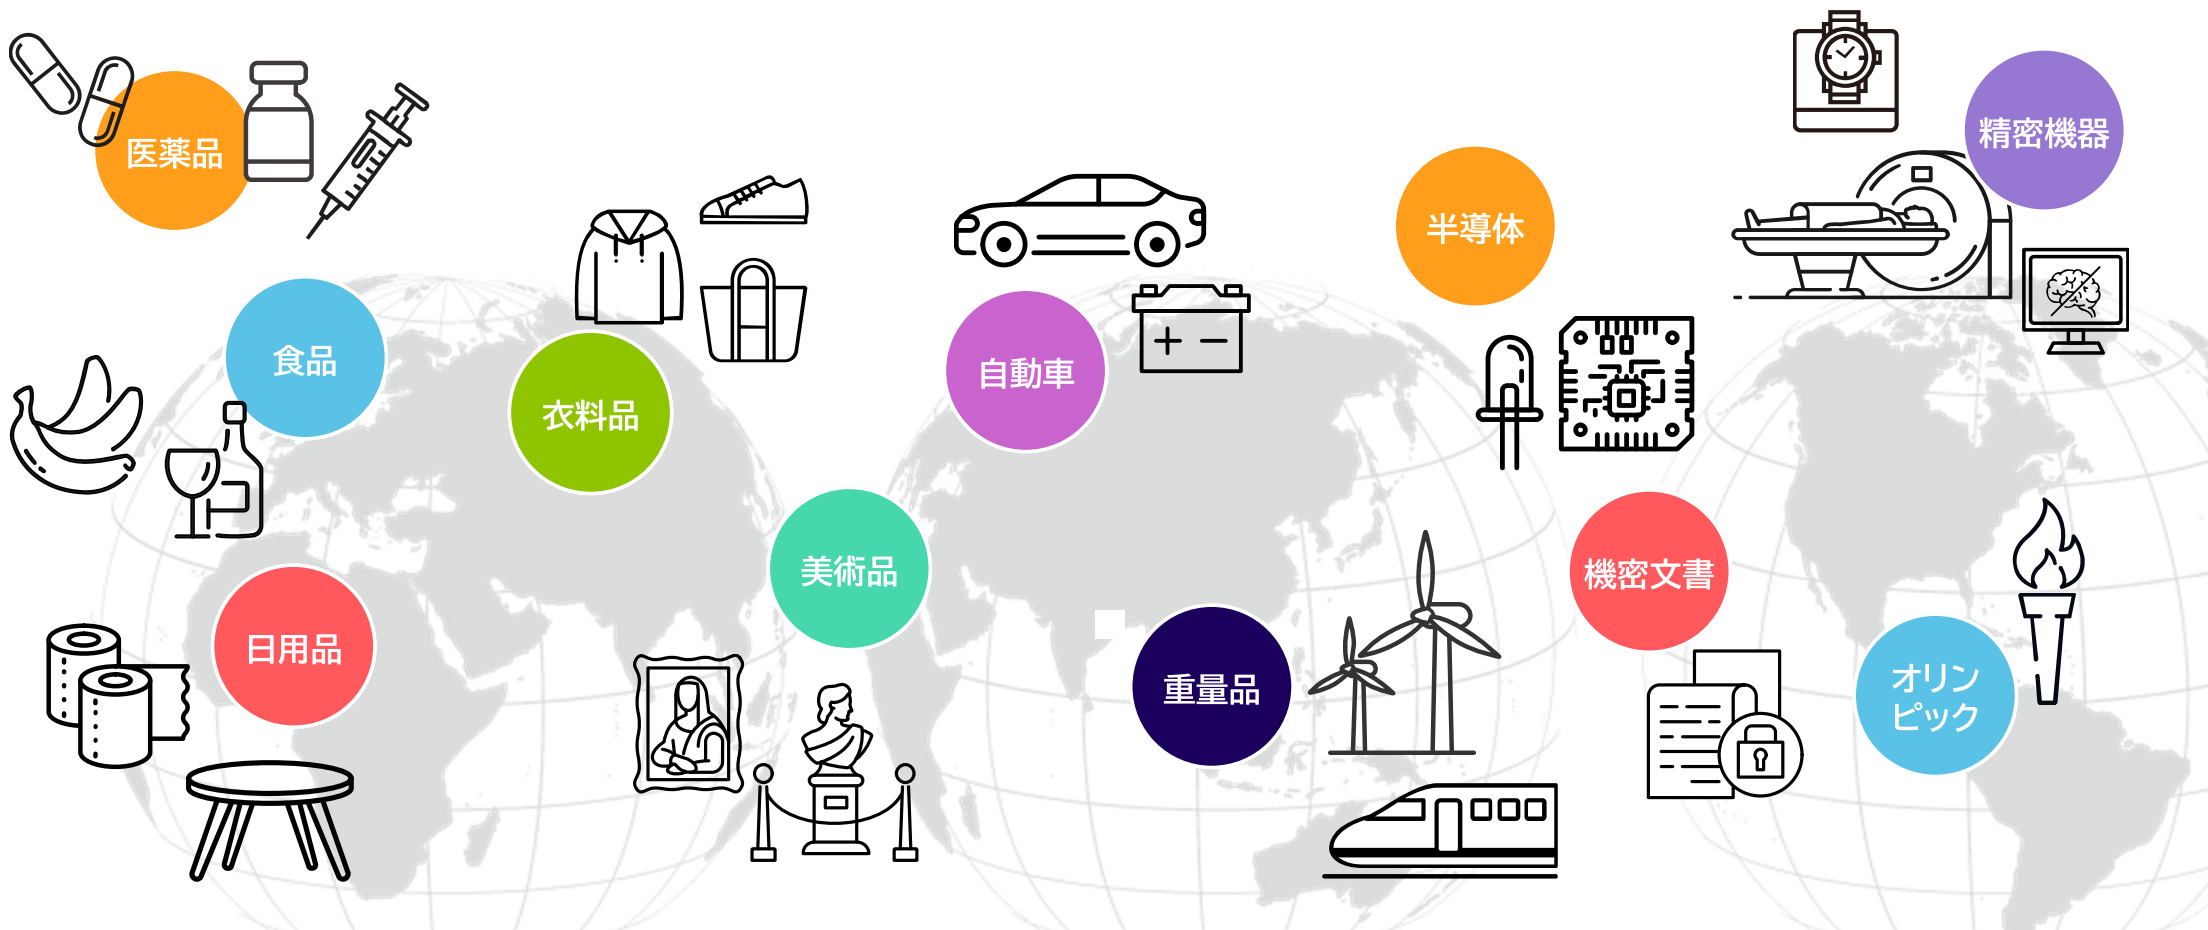 医薬品
精密機器
半導体
食品
自動車
衣料品
美術品
機密文書
日用品
重量品
オリン
ピック